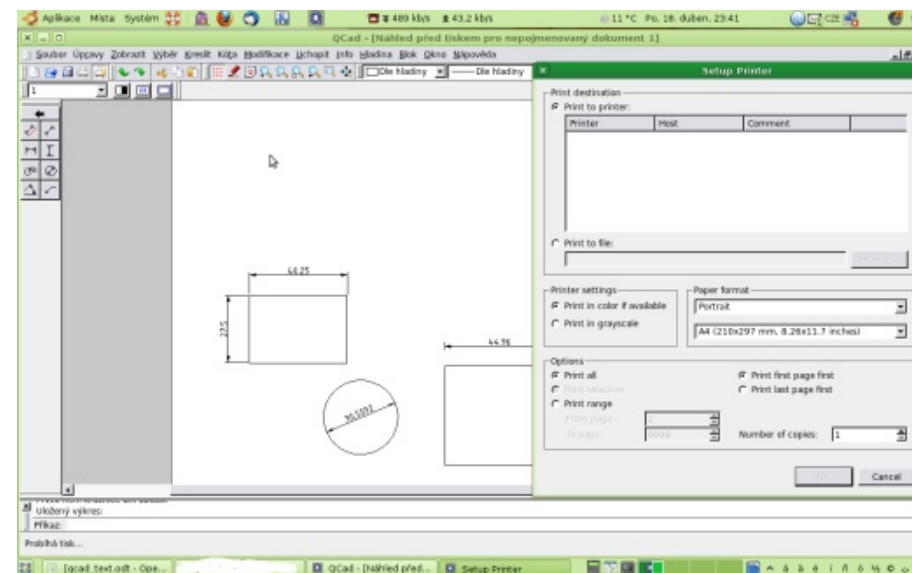 Aplikace Místa Systém 489 kb/s 43.2 kb/s 11 °C Po, 18. duben, 23:41 CZE
QCad - [Náhled před tiskem pro nepojmenovaný dokument 1]
Soubor Úpravy Zobrazit Výběr Kreslit Kóta Modifikace Uchopit Info Hladina Blok Okno Nápověda
Dle hladiny Dle hladiny
1
Setup Printer
Print destination
Print to printer:
Printer Host Comment
Print to file:
Printer settings
Print in color if available
Print in grayscale
Paper format
Portrait
A4 (210x297 mm, 8.26x11.7 inches)
Options
Print all
Print selection
Print range
From page: 1
To page: 9999
Print first page first
Print last page first
Number of copies: 1
OK Cancel
27.5
44.96
Uložený výkres:
Příkaz:
Probíhá tisk...
[qcad_text.odt - Ope... QCad - [Náhled před... Setup Printer